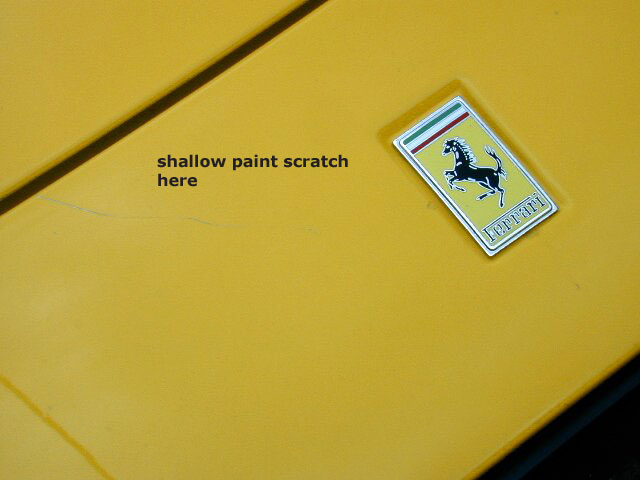 shallow paint scratch
here
Ferrari